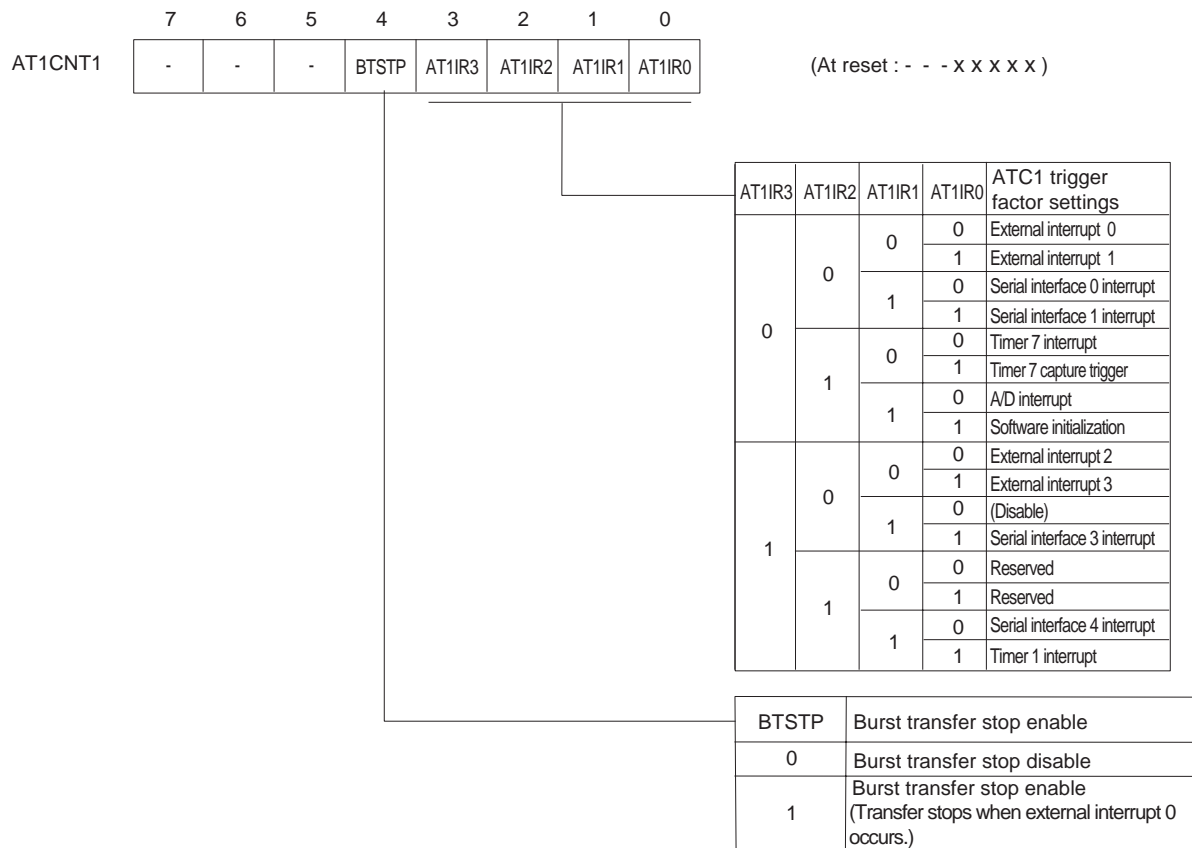 7 6 5 4 3 2 1 0
AT1CNT1 - - - BTSTP AT1IR3 AT1IR2 AT1IR1 AT1IR0 (At reset : - - - x x x x x )
AT1IR3 AT1IR2 AT1IR1 AT1IR0 ATC1 trigger
factor settings
0 0 0 0 External interrupt 0
1 External interrupt 1
1 0 Serial interface 0 interrupt
1 Serial interface 1 interrupt
1 0 0 Timer 7 interrupt
1 Timer 7 capture trigger
1 0 A/D interrupt
1 Software initialization
1 0 0 0 External interrupt 2
1 External interrupt 3
1 0 (Disable)
1 Serial interface 3 interrupt
1 0 0 Reserved
1 Reserved
1 0 Serial interface 4 interrupt
1 Timer 1 interrupt
BTSTP Burst transfer stop enable
0 Burst transfer stop disable
1 Burst transfer stop enable
(Transfer stops when external interrupt 0
occurs.)